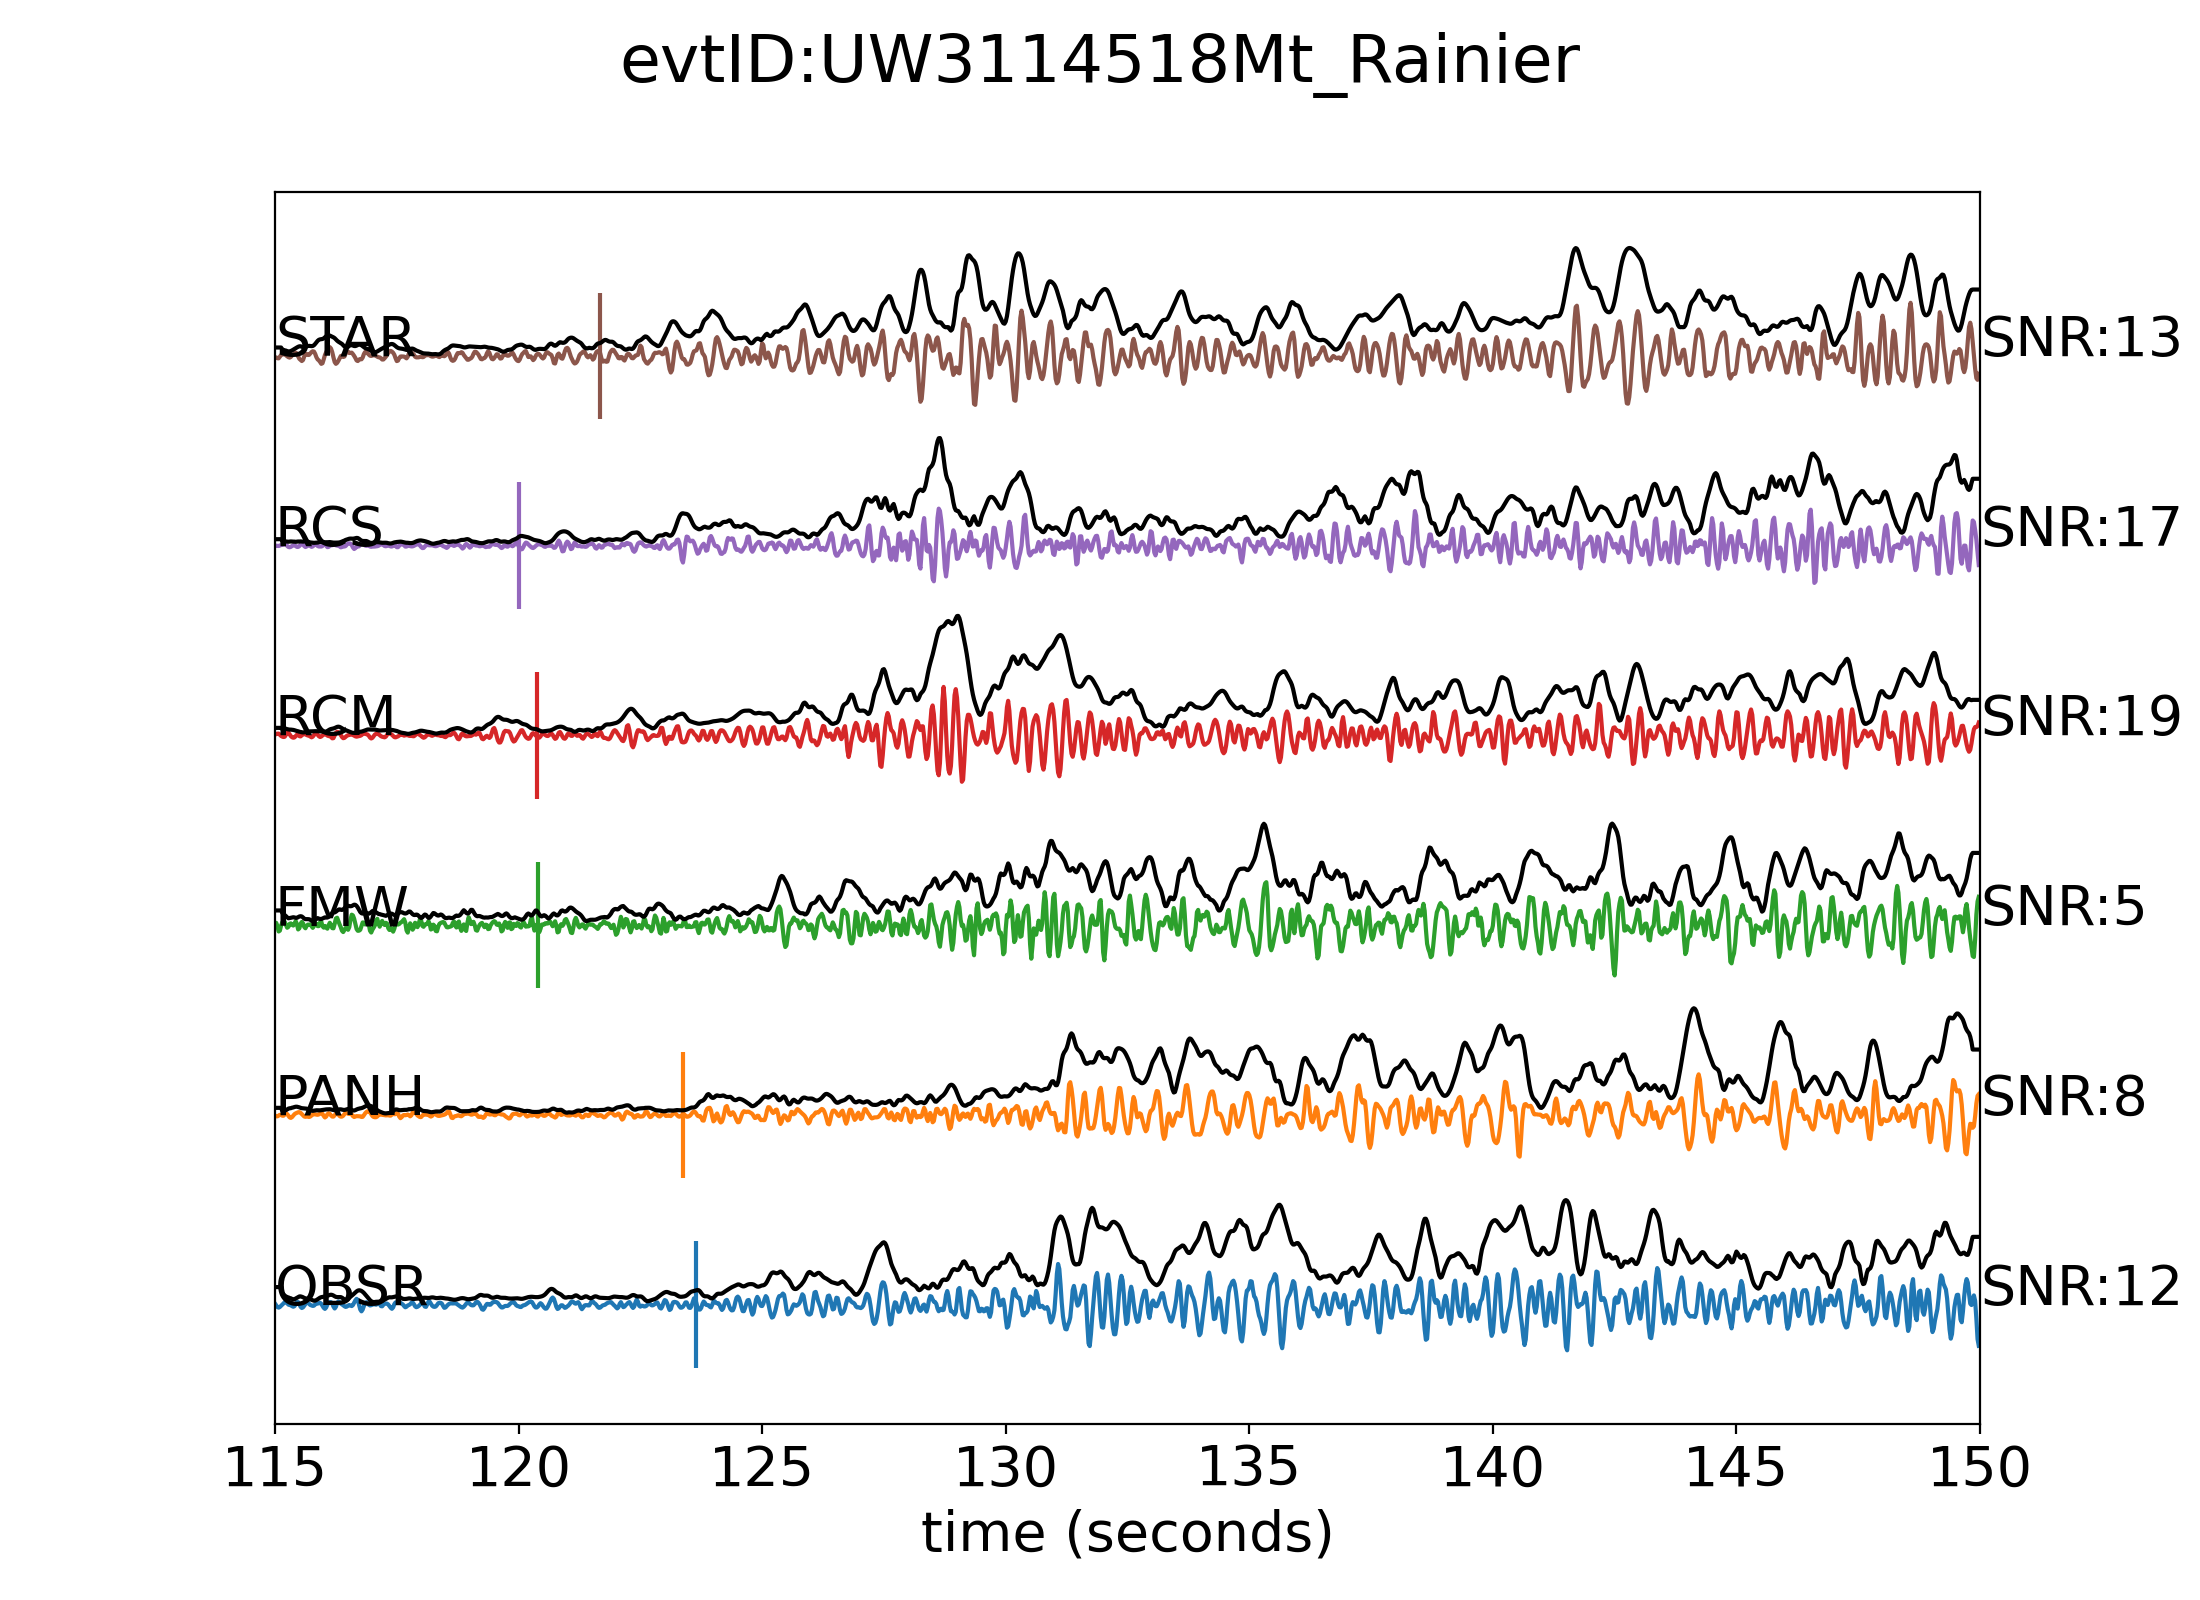 evtID:UW3114518Mt_Rainier
STAR SNR:13
RCS SNR:17
RCM SNR:19
FMW SNR:5
PANH SNR:8
OBSR SNR:12
115 120 125 130 135 140 145 150
time (seconds)